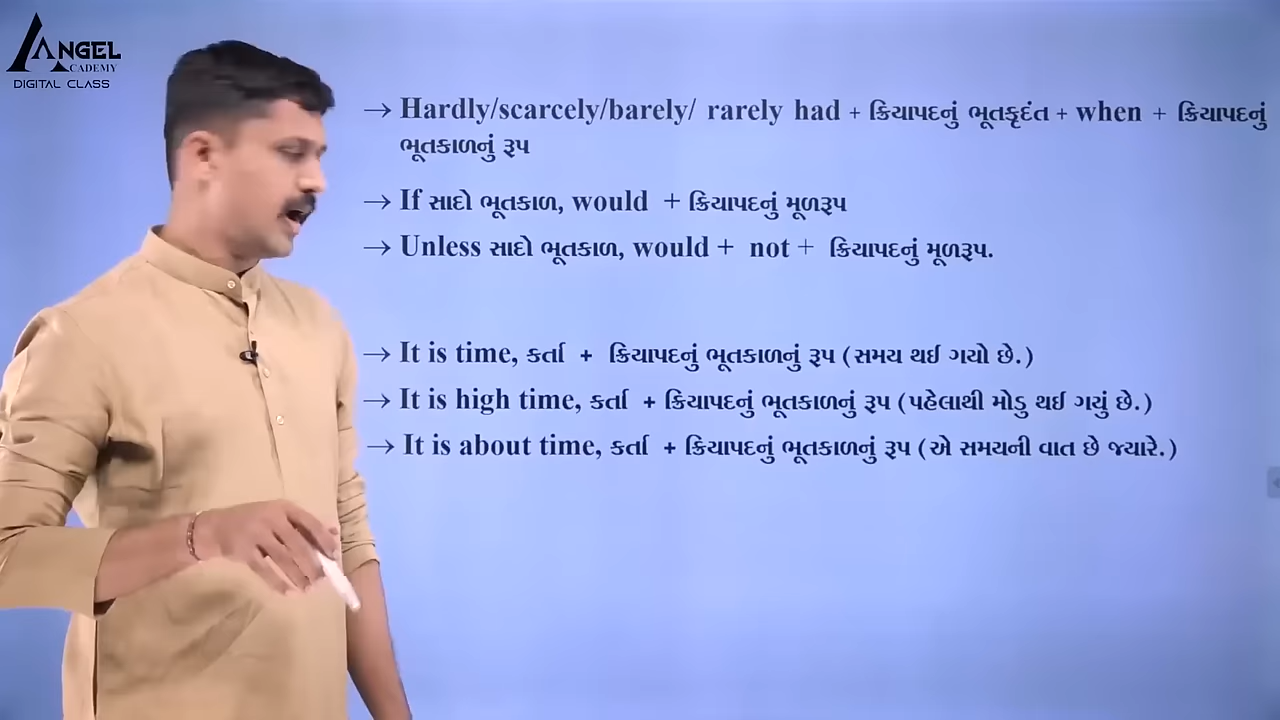 ANGEL
ACADEMY
DIGITAL CLASS
→ Hardly/scarcely/barely/ rarely had + ક્રિયાપદનું ભૂતકૃદંત + when + ક્રિયાપદનું
ભૂતકાળનું રૂપ
→ If સાદો ભૂતકાળ, would + ક્રિયાપદનું મૂળરૂપ
→ Unless સાદો ભૂતકાળ, would + not + ક્રિયાપદનું મૂળરૂપ.
→ It is time, કર્તા + ક્રિયાપદનું ભૂતકાળનું રૂપ (સમય થઈ ગયો છે.)
→ It is high time, કર્તા + ક્રિયાપદનું ભૂતકાળનું રૂપ (પહેલાથી મોડુ થઈ ગયું છે.)
→ It is about time, કર્તા + ક્રિયાપદનું ભૂતકાળનું રૂપ (એ સમયની વાત છે જ્યારે.)